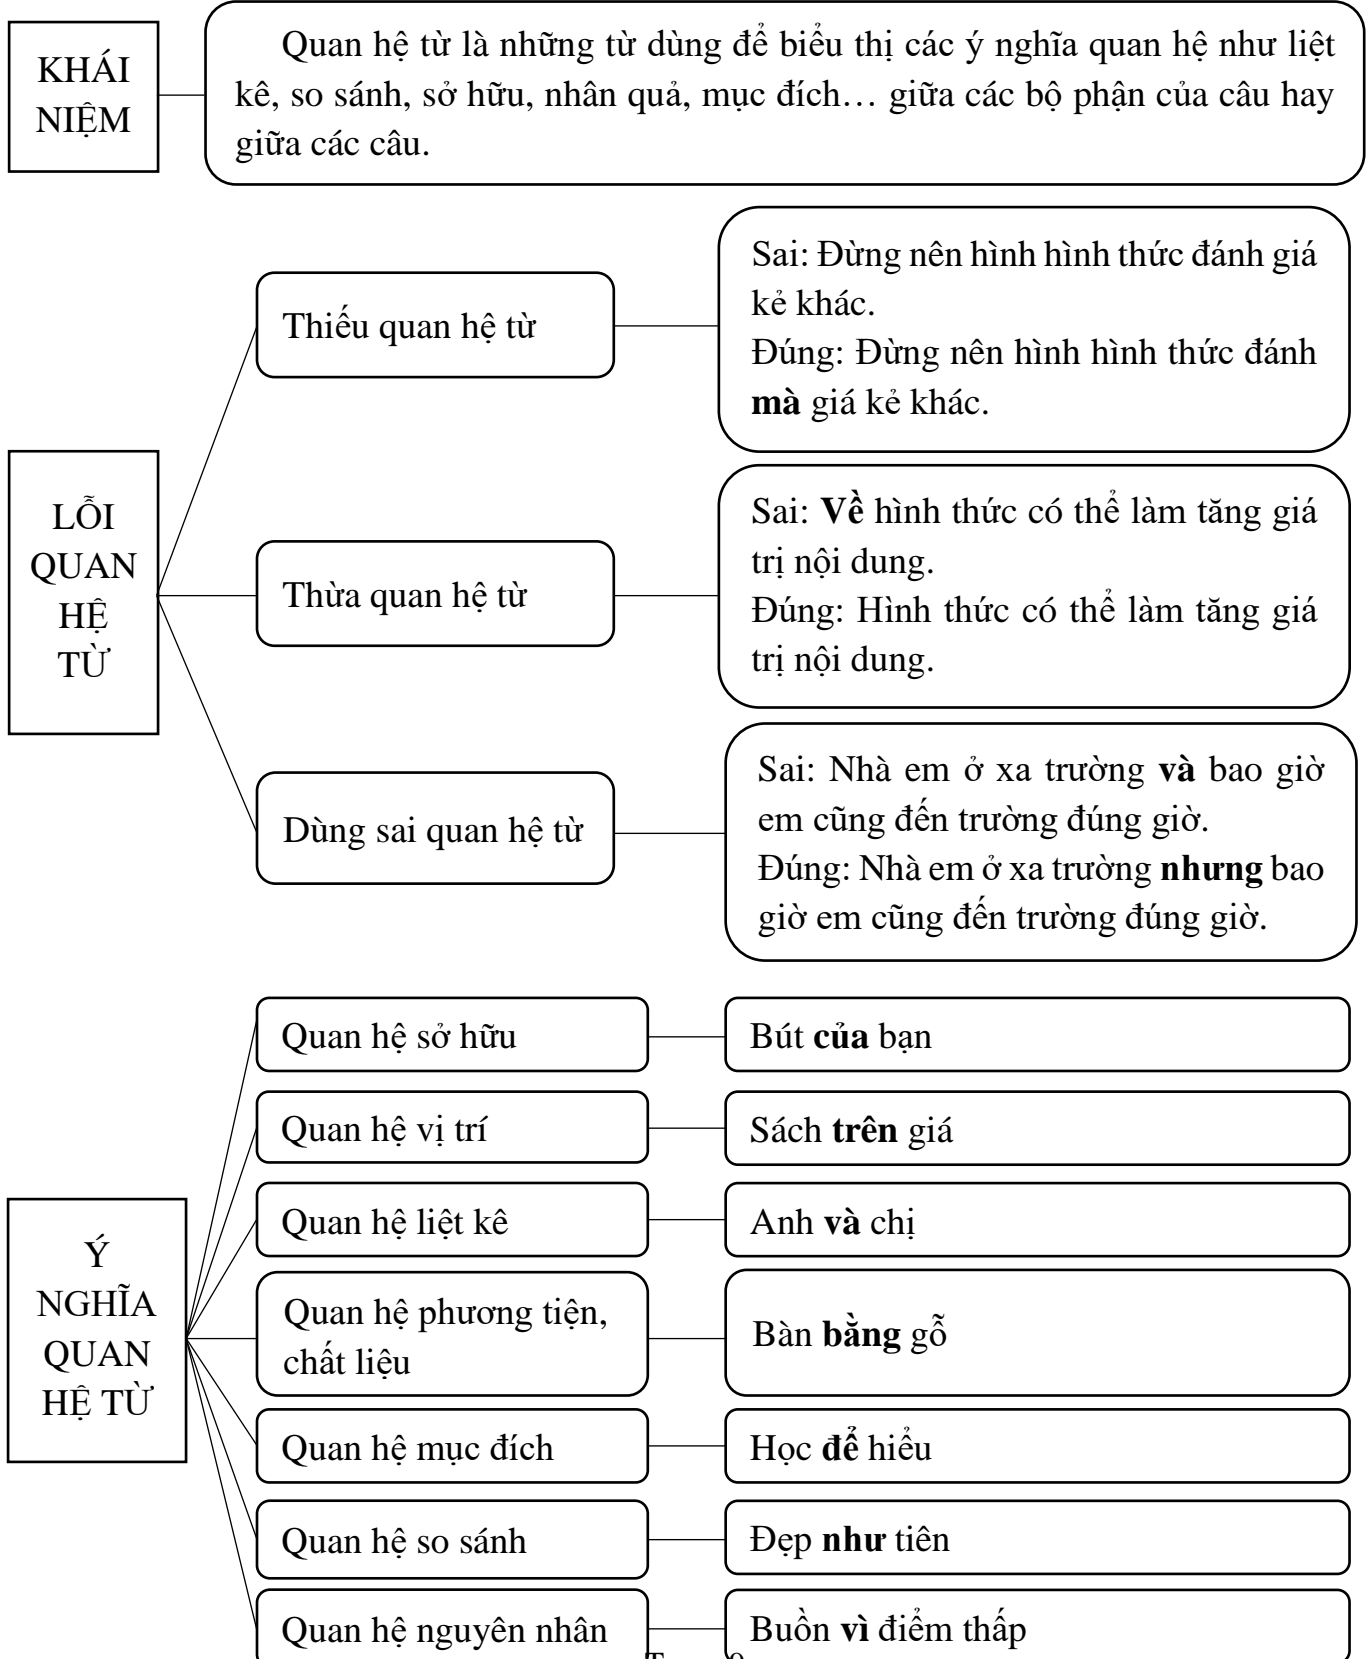 KHÁI
NIỆM
Quan hệ từ là những từ dùng để biểu thị các ý nghĩa quan hệ như liệt
kê, so sánh, sở hữu, nhân quả, mục đích… giữa các bộ phận của câu hay
giữa các câu.
LỖI
QUAN
HỆ
TỪ
Thiếu quan hệ từ
Sai: Đừng nên hình hình thức đánh giá
kẻ khác.
Đúng: Đừng nên hình hình thức đánh
mà giá kẻ khác.
Thừa quan hệ từ
Sai: Về hình thức có thể làm tăng giá
trị nội dung.
Đúng: Hình thức có thể làm tăng giá
trị nội dung.
Dùng sai quan hệ từ
Sai: Nhà em ở xa trường và bao giờ
em cũng đến trường đúng giờ.
Đúng: Nhà em ở xa trường nhưng bao
giờ em cũng đến trường đúng giờ.
Ý
NGHĨA
QUAN
HỆ TỪ
Quan hệ sở hữu
Bút của bạn
Quan hệ vị trí
Sách trên giá
Quan hệ liệt kê
Anh và chị
Quan hệ phương tiện,
chất liệu
Bàn bằng gỗ
Quan hệ mục đích
Học để hiểu
Quan hệ so sánh
Đẹp như tiên
Quan hệ nguyên nhân
Buồn vì điểm thấp